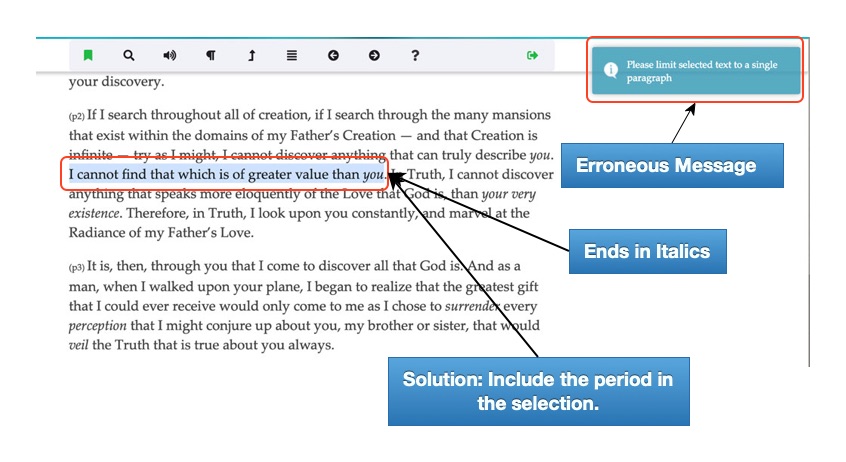 ?
Please limit selected text to a single
paragraph
your discovery.
(p2) If I search throughout all of creation, if I search through the many mansions
that exist within the domains of my Father's Creation — and that Creation is
infinite — try as I might, I cannot discover anything that can truly describe you.
I cannot find that which is of greater value than you. In Truth, I cannot discover
anything that speaks more eloquently of the Love that God is, than your very
existence. Therefore, in Truth, I look upon you constantly, and marvel at the
Radiance of my Father's Love.
Erroneous Message
Ends in Italics
(p3) It is, then, through you that I come to discover all that God is. And as a
man, when I walked upon your plane, I began to realize that the greatest gift
that I could ever receive would only come to me as I chose to surrender every
perception that I might conjure up about you, my brother or sister, that would
veil the Truth that is true about you always.
Solution: Include the period in
the selection.